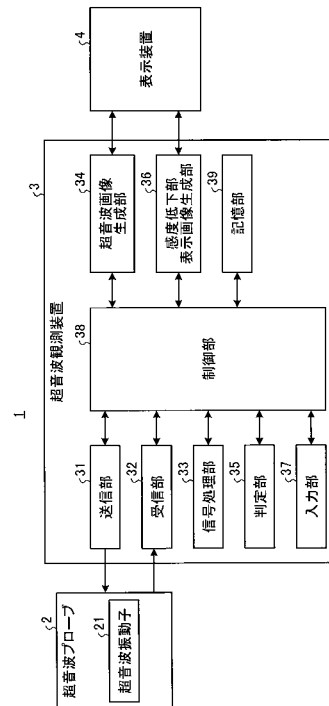 1
2
超音波プローブ
21
超音波振動子
3
超音波観測装置
31
送信部
32
受信部
33
信号処理部
35
判定部
37
入力部
38
制御部
34
超音波画像
生成部
36
感度低下部
表示画像生成部
39
記憶部
4
表示装置